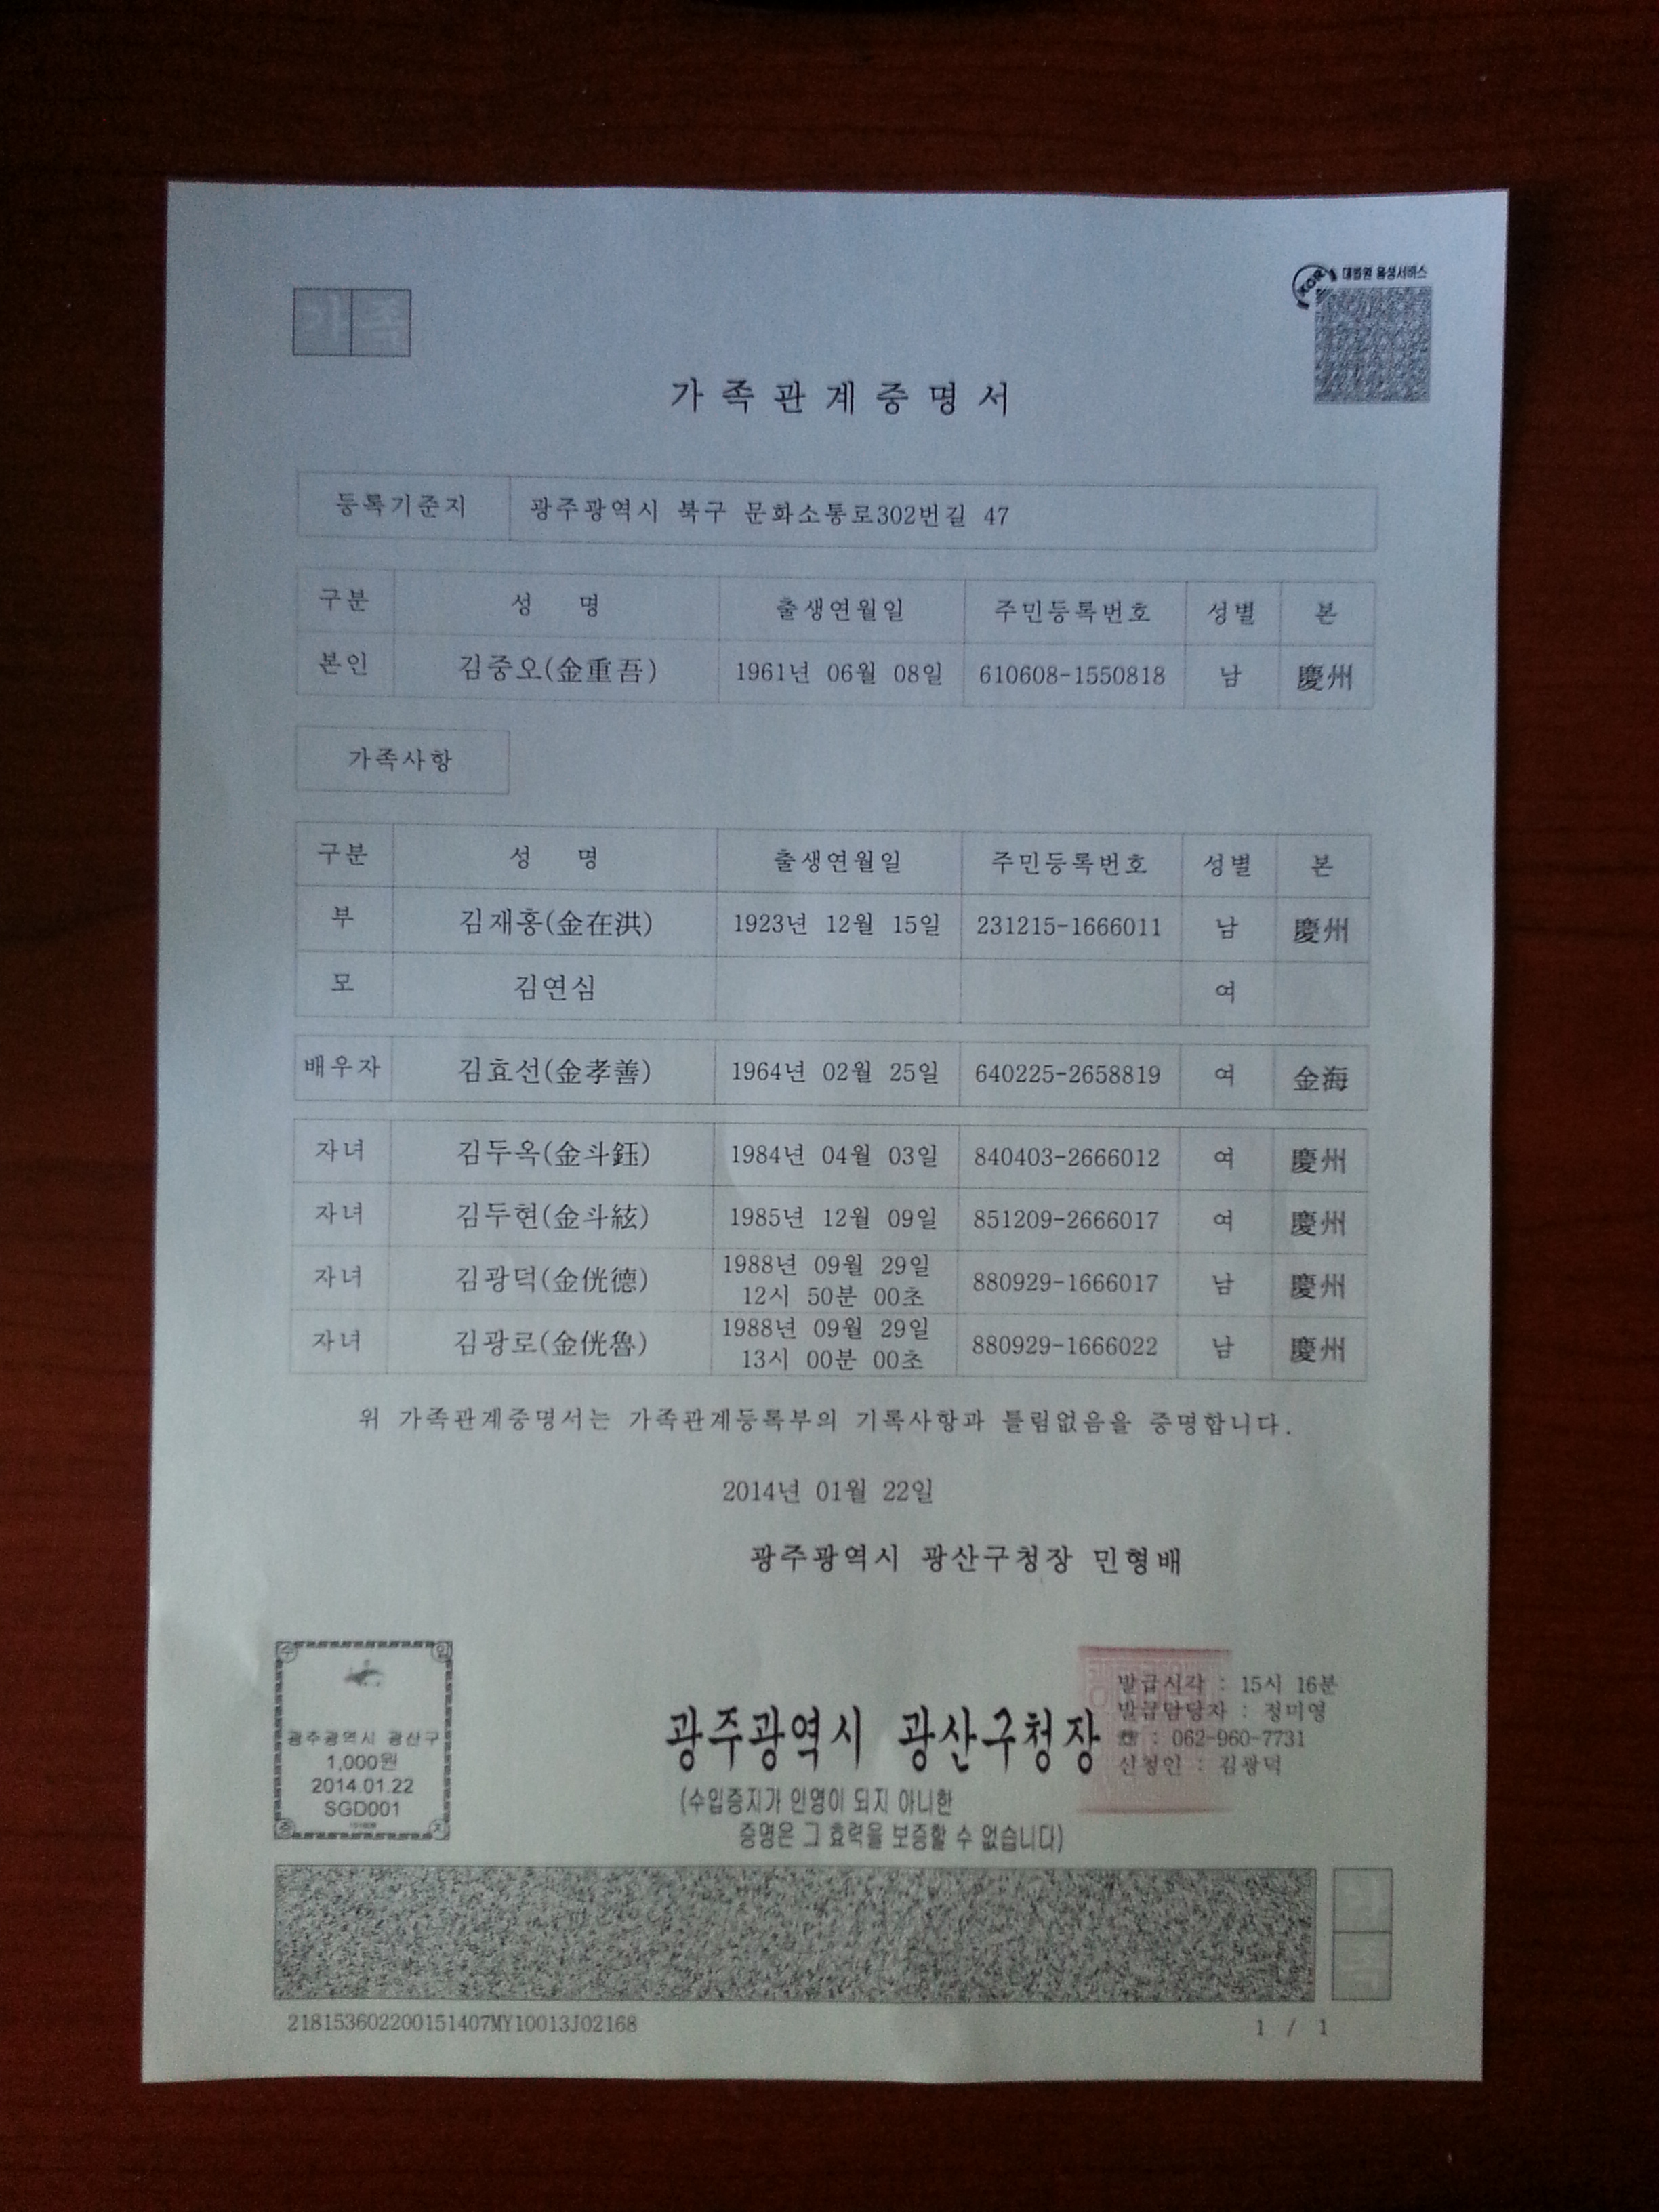 가족
KOR 대법원 음성서비스
가족관계증명서
등록기준지 광주광역시 북구 문화소통로302번길 47
구분 성 명 출생연월일 주민등록번호 성별 본
본인 김중오(金重吾) 1961년 06월 08일 610608-1550818 남 慶州
가족사항
구분 성 명 출생연월일 주민등록번호 성별 본
부 김재홍(金在洪) 1923년 12월 15일 231215-1666011 남 慶州
모 김연심 여
배우자 김효선(金孝善) 1964년 02월 25일 640225-2658819 여 金海
자녀 김두옥(金斗鈺) 1984년 04월 03일 840403-2666012 여 慶州
자녀 김두현(金斗絃) 1985년 12월 09일 851209-2666017 여 慶州
자녀 김광덕(金侊德) 1988년 09월 29일 12시 50분 00초 880929-1666017 남 慶州
자녀 김광로(金侊魯) 1988년 09월 29일 13시 00분 00초 880929-1666022 남 慶州
위 가족관계증명서는 가족관계등록부의 기록사항과 틀림없음을 증명합니다.
2014년 01월 22일
광주광역시 광산구청장 민형배
수 입
광주광역시 광산구
1,000원
2014.01.22
SGD001
증 지
광주광역시 광산구청장
(수입증지가 인영이 되지 아니한
증명은 그 효력을 보증할 수 없습니다)
발급시각 : 15시 16분
발급담당자 : 정미영
☎ : 062-960-7731
신청인 : 김광덕
가족
218153602200151407MY10013J02168
1 / 1